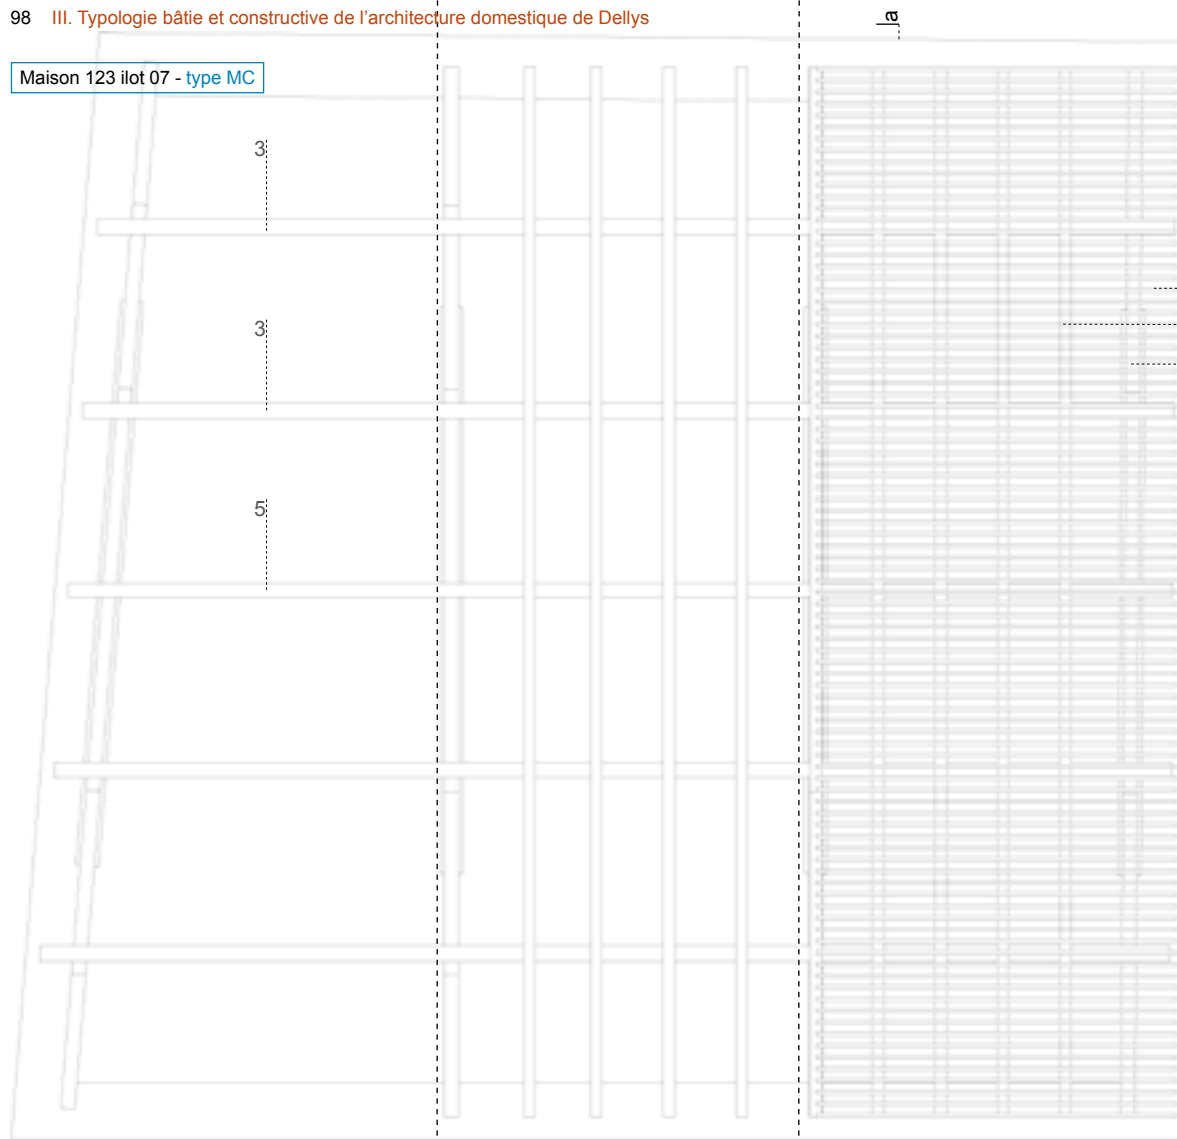 98 III. Typologie bâtie et constructive de l'architecture domestique de Dellys
a
Maison 123 ilot 07 - type MC
3
3
5